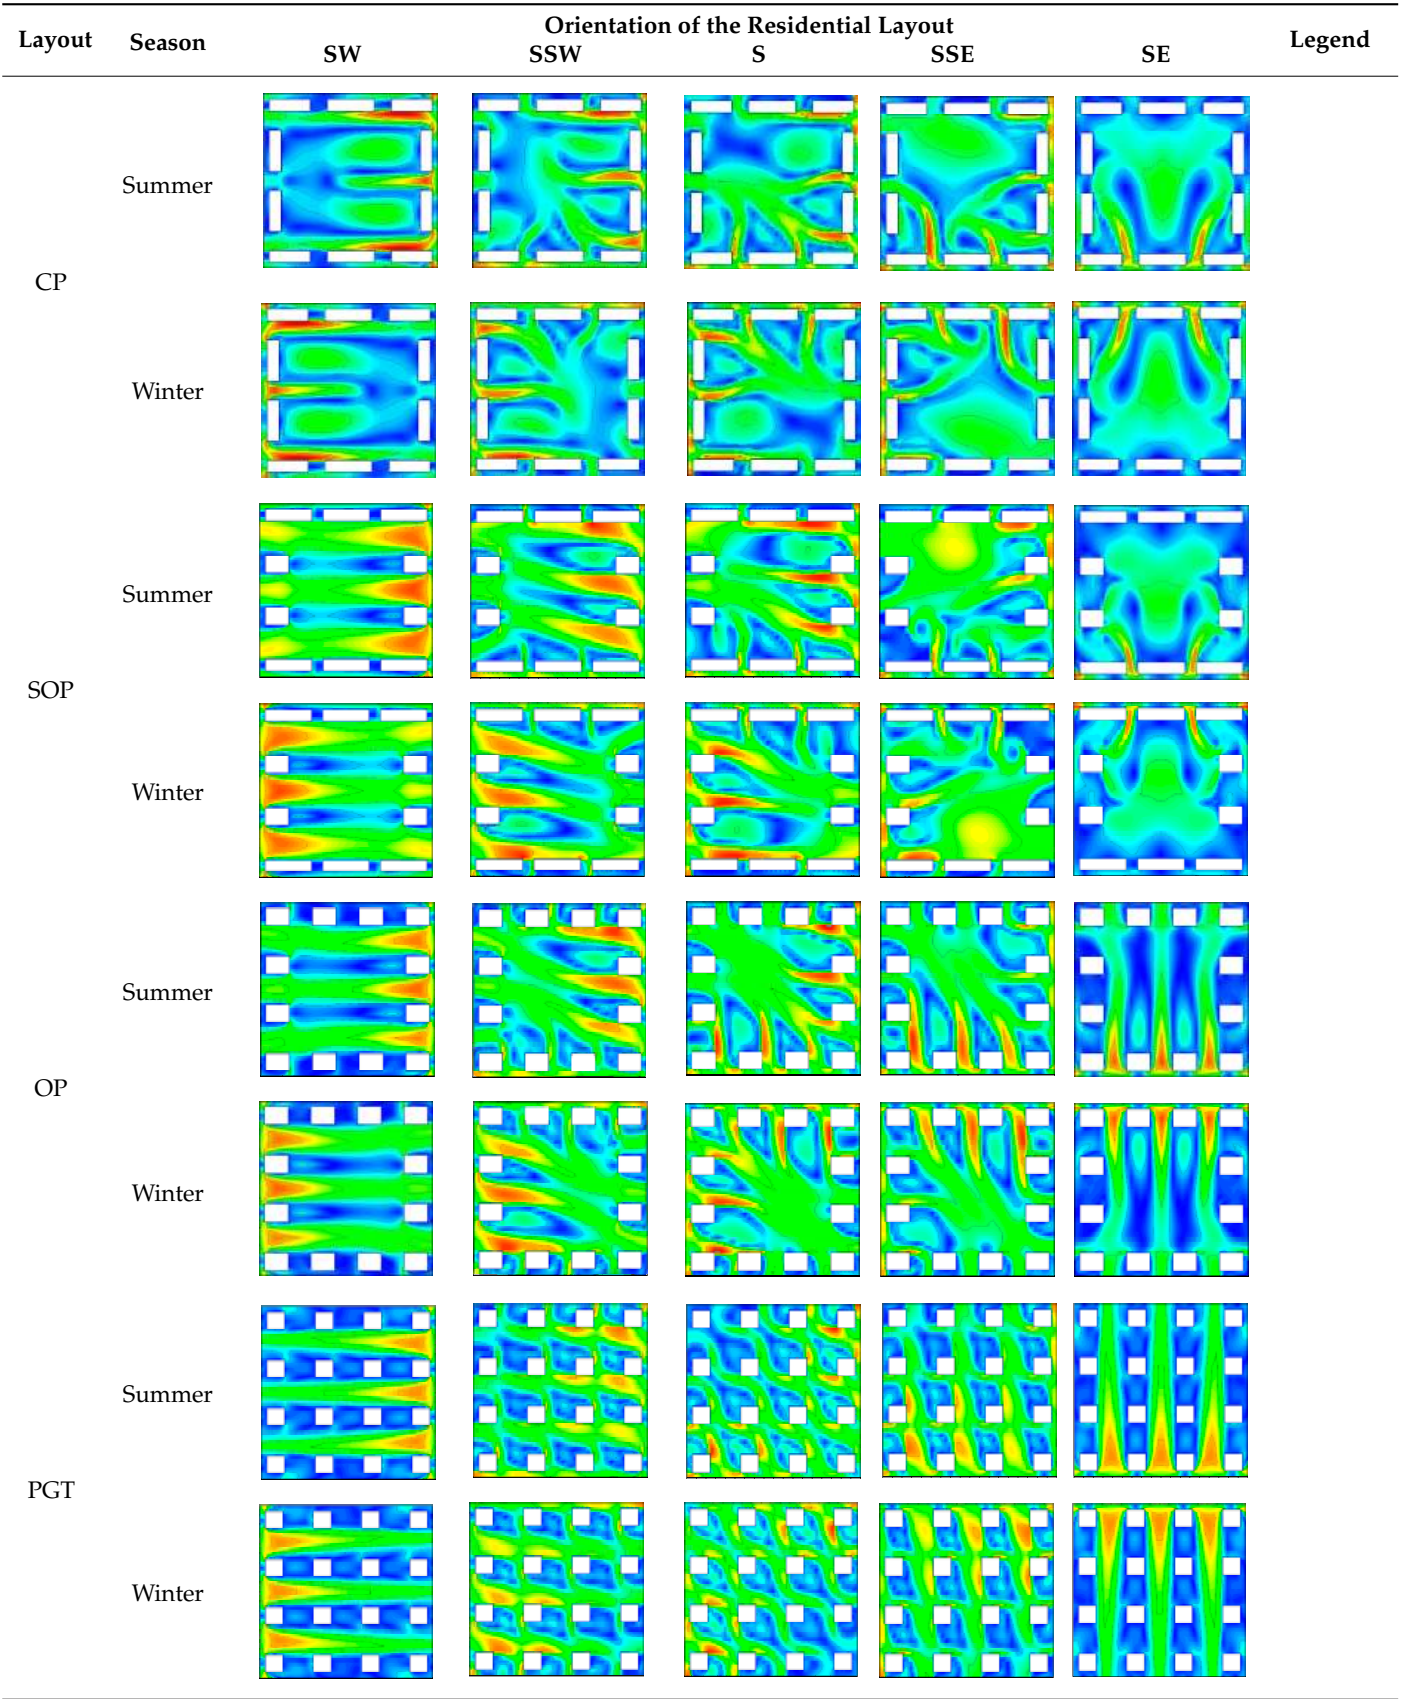 Orientation of the Residential Layout
Layout Season SW SSW S SSE SE Legend
Summer
CP
Winter
Summer
SOP
Winter
Summer
OP
Winter
Summer
PGT
Winter